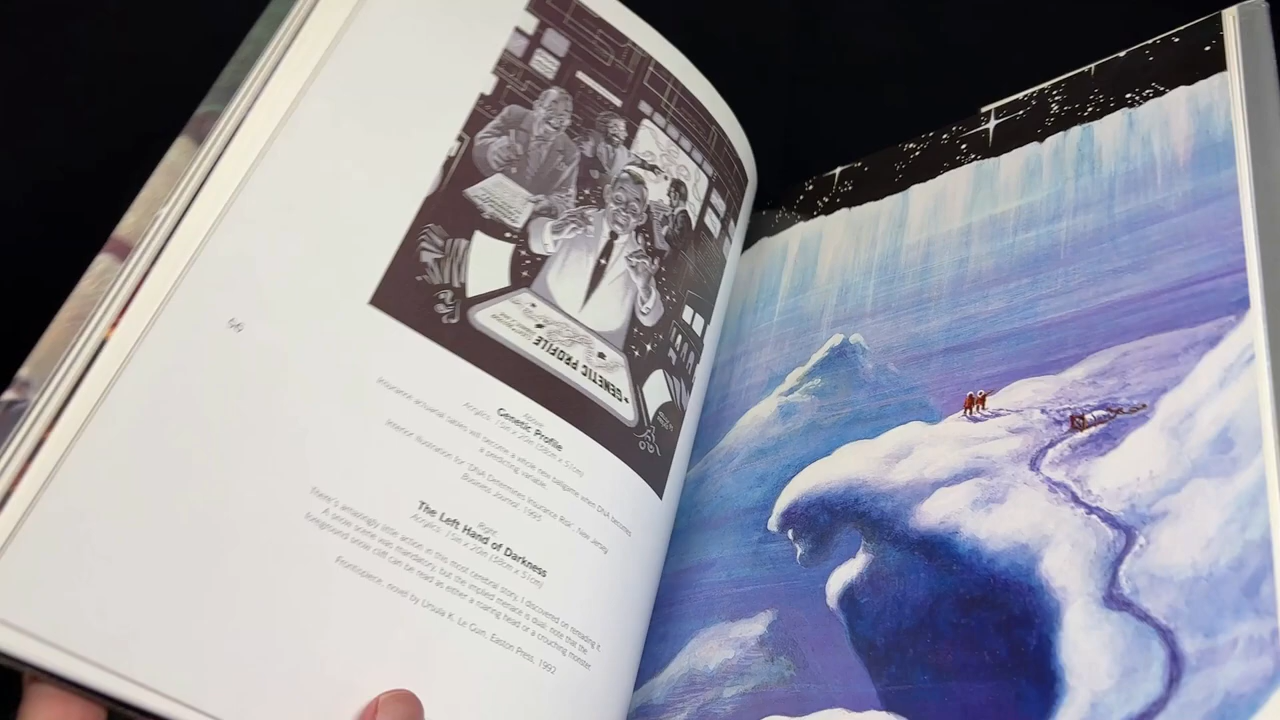 GENETIC PROFILE
Above
Genetic Profile
Acrylics 15in x 20in (38cm x 51cm)
Insurance actuarial tables will become a whole new ballgame when DNA becomes
a predicting variable.
Interior illustration for 'DNA Determines Insurance Risk', New Jersey
Business Journal, 1995
Right
The Left Hand of Darkness
Acrylics 15in x 20in (38cm x 51cm)
There's amazingly little action in this most cerebral story, I discovered on rereading it.
A snow scene was mandatory, but the implied menace is dual: note that the
foreground snow cliff can be read as either a roaring head or a crouching monster.
Frontispiece, novel by Ursula K. Le Guin, Easton Press, 1992